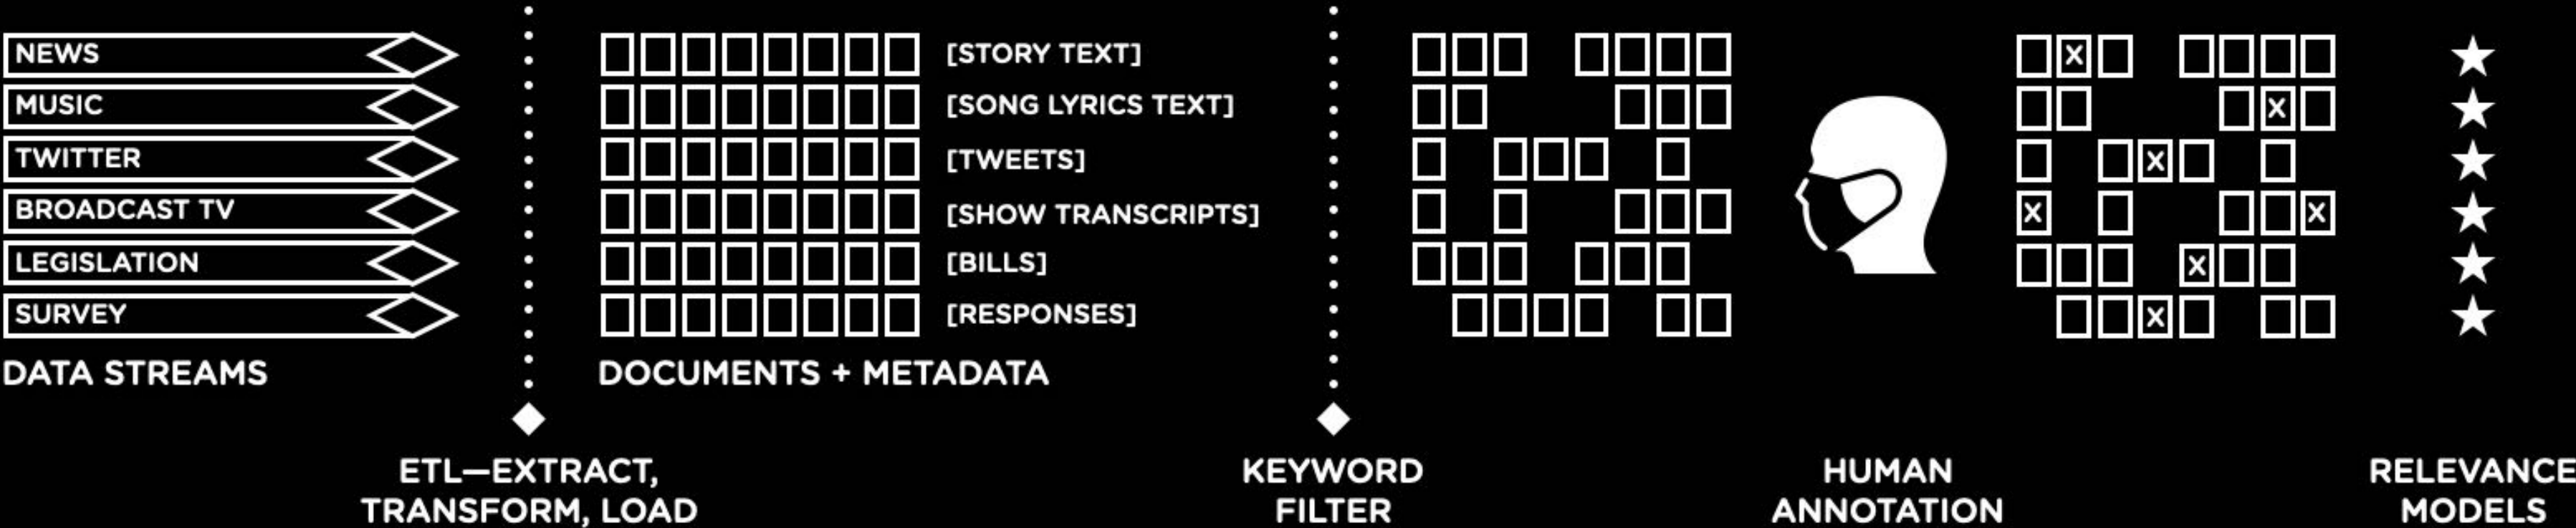 NEWS
MUSIC
TWITTER
BROADCAST TV
LEGISLATION
SURVEY
DATA STREAMS
ETL—EXTRACT,
TRANSFORM, LOAD
[STORY TEXT]
[SONG LYRICS TEXT]
[TWEETS]
[SHOW TRANSCRIPTS]
[BILLS]
[RESPONSES]
DOCUMENTS + METADATA
KEYWORD
FILTER
HUMAN
ANNOTATION
X
X
X
X X
X
X
RELEVANCE
MODELS